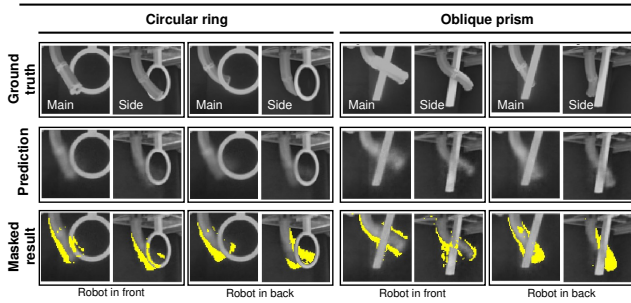 Circular ring
Oblique prism
Ground truth
Main
Side
Main
Side
Main
Side
Main
Side
Prediction
Masked result
Robot in front
Robot in back
Robot in front
Robot in back